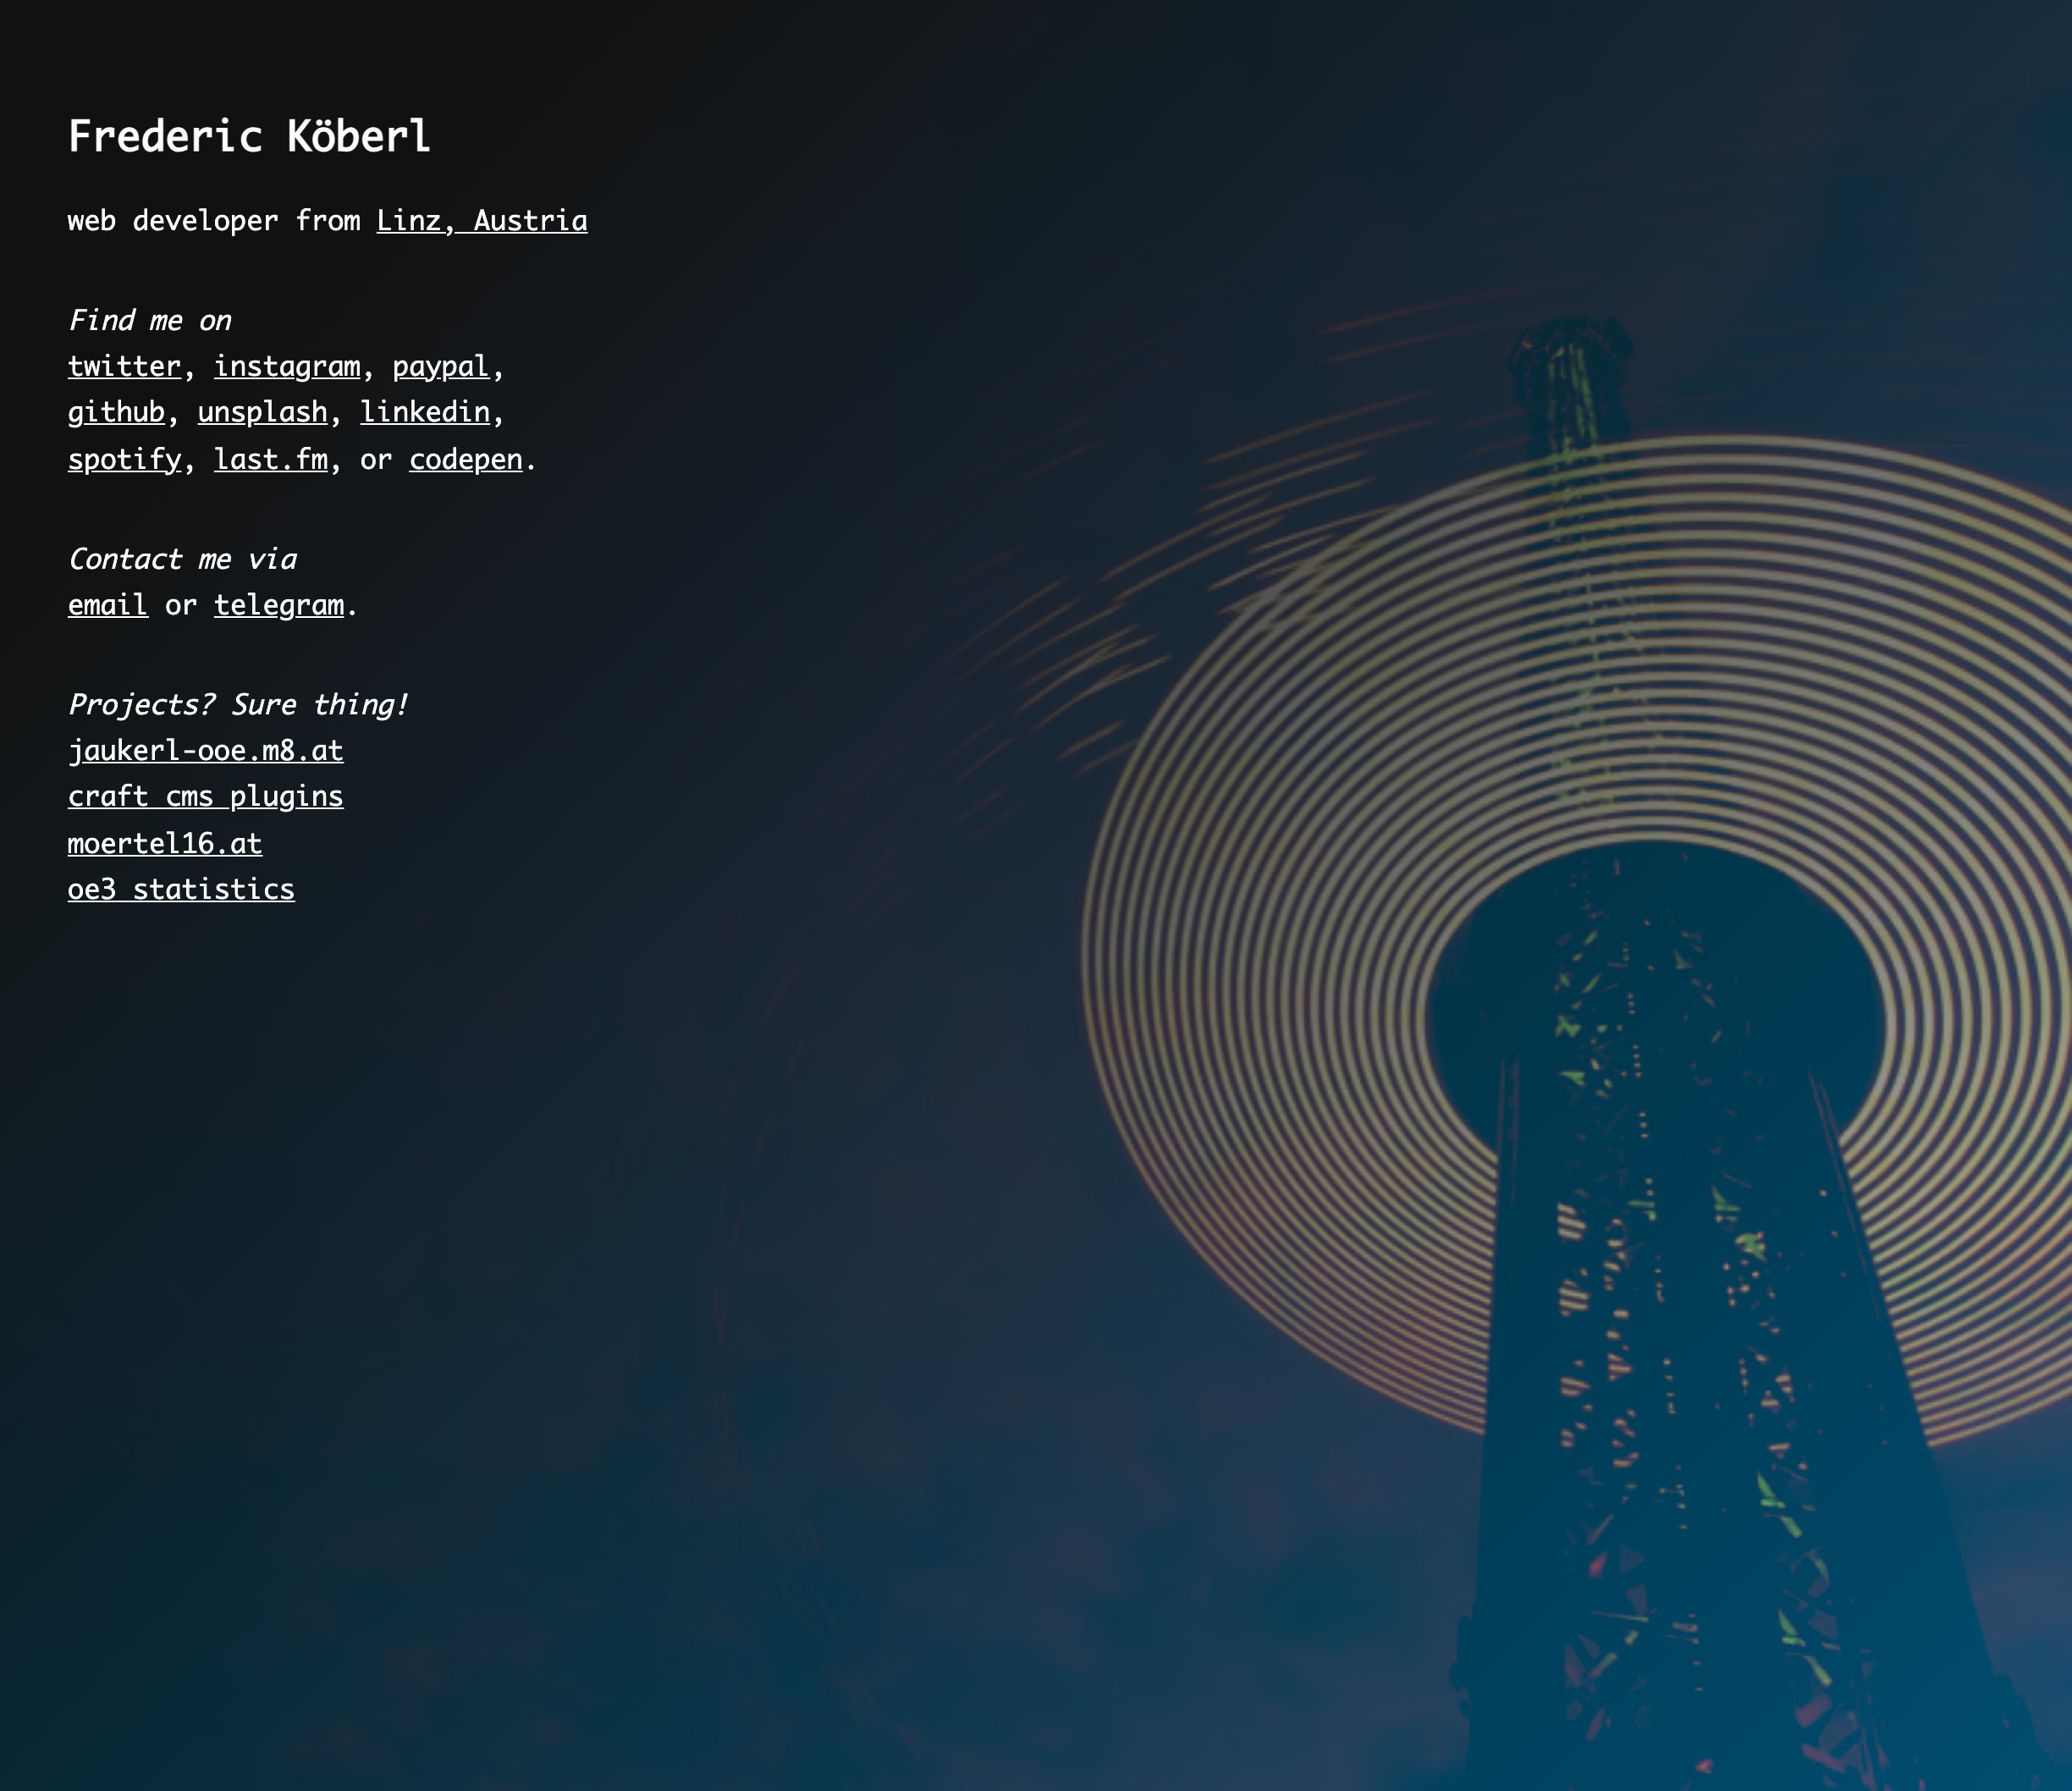 Frederic Köberl
web developer from Linz, Austria
Find me on
twitter, instagram, paypal,
github, unsplash, linkedin,
spotify, last.fm, or codepen.
Contact me via
email or telegram.
Projects? Sure thing!
jaukerl-ooe.m8.at
craft cms plugins
moertel16.at
oe3 statistics